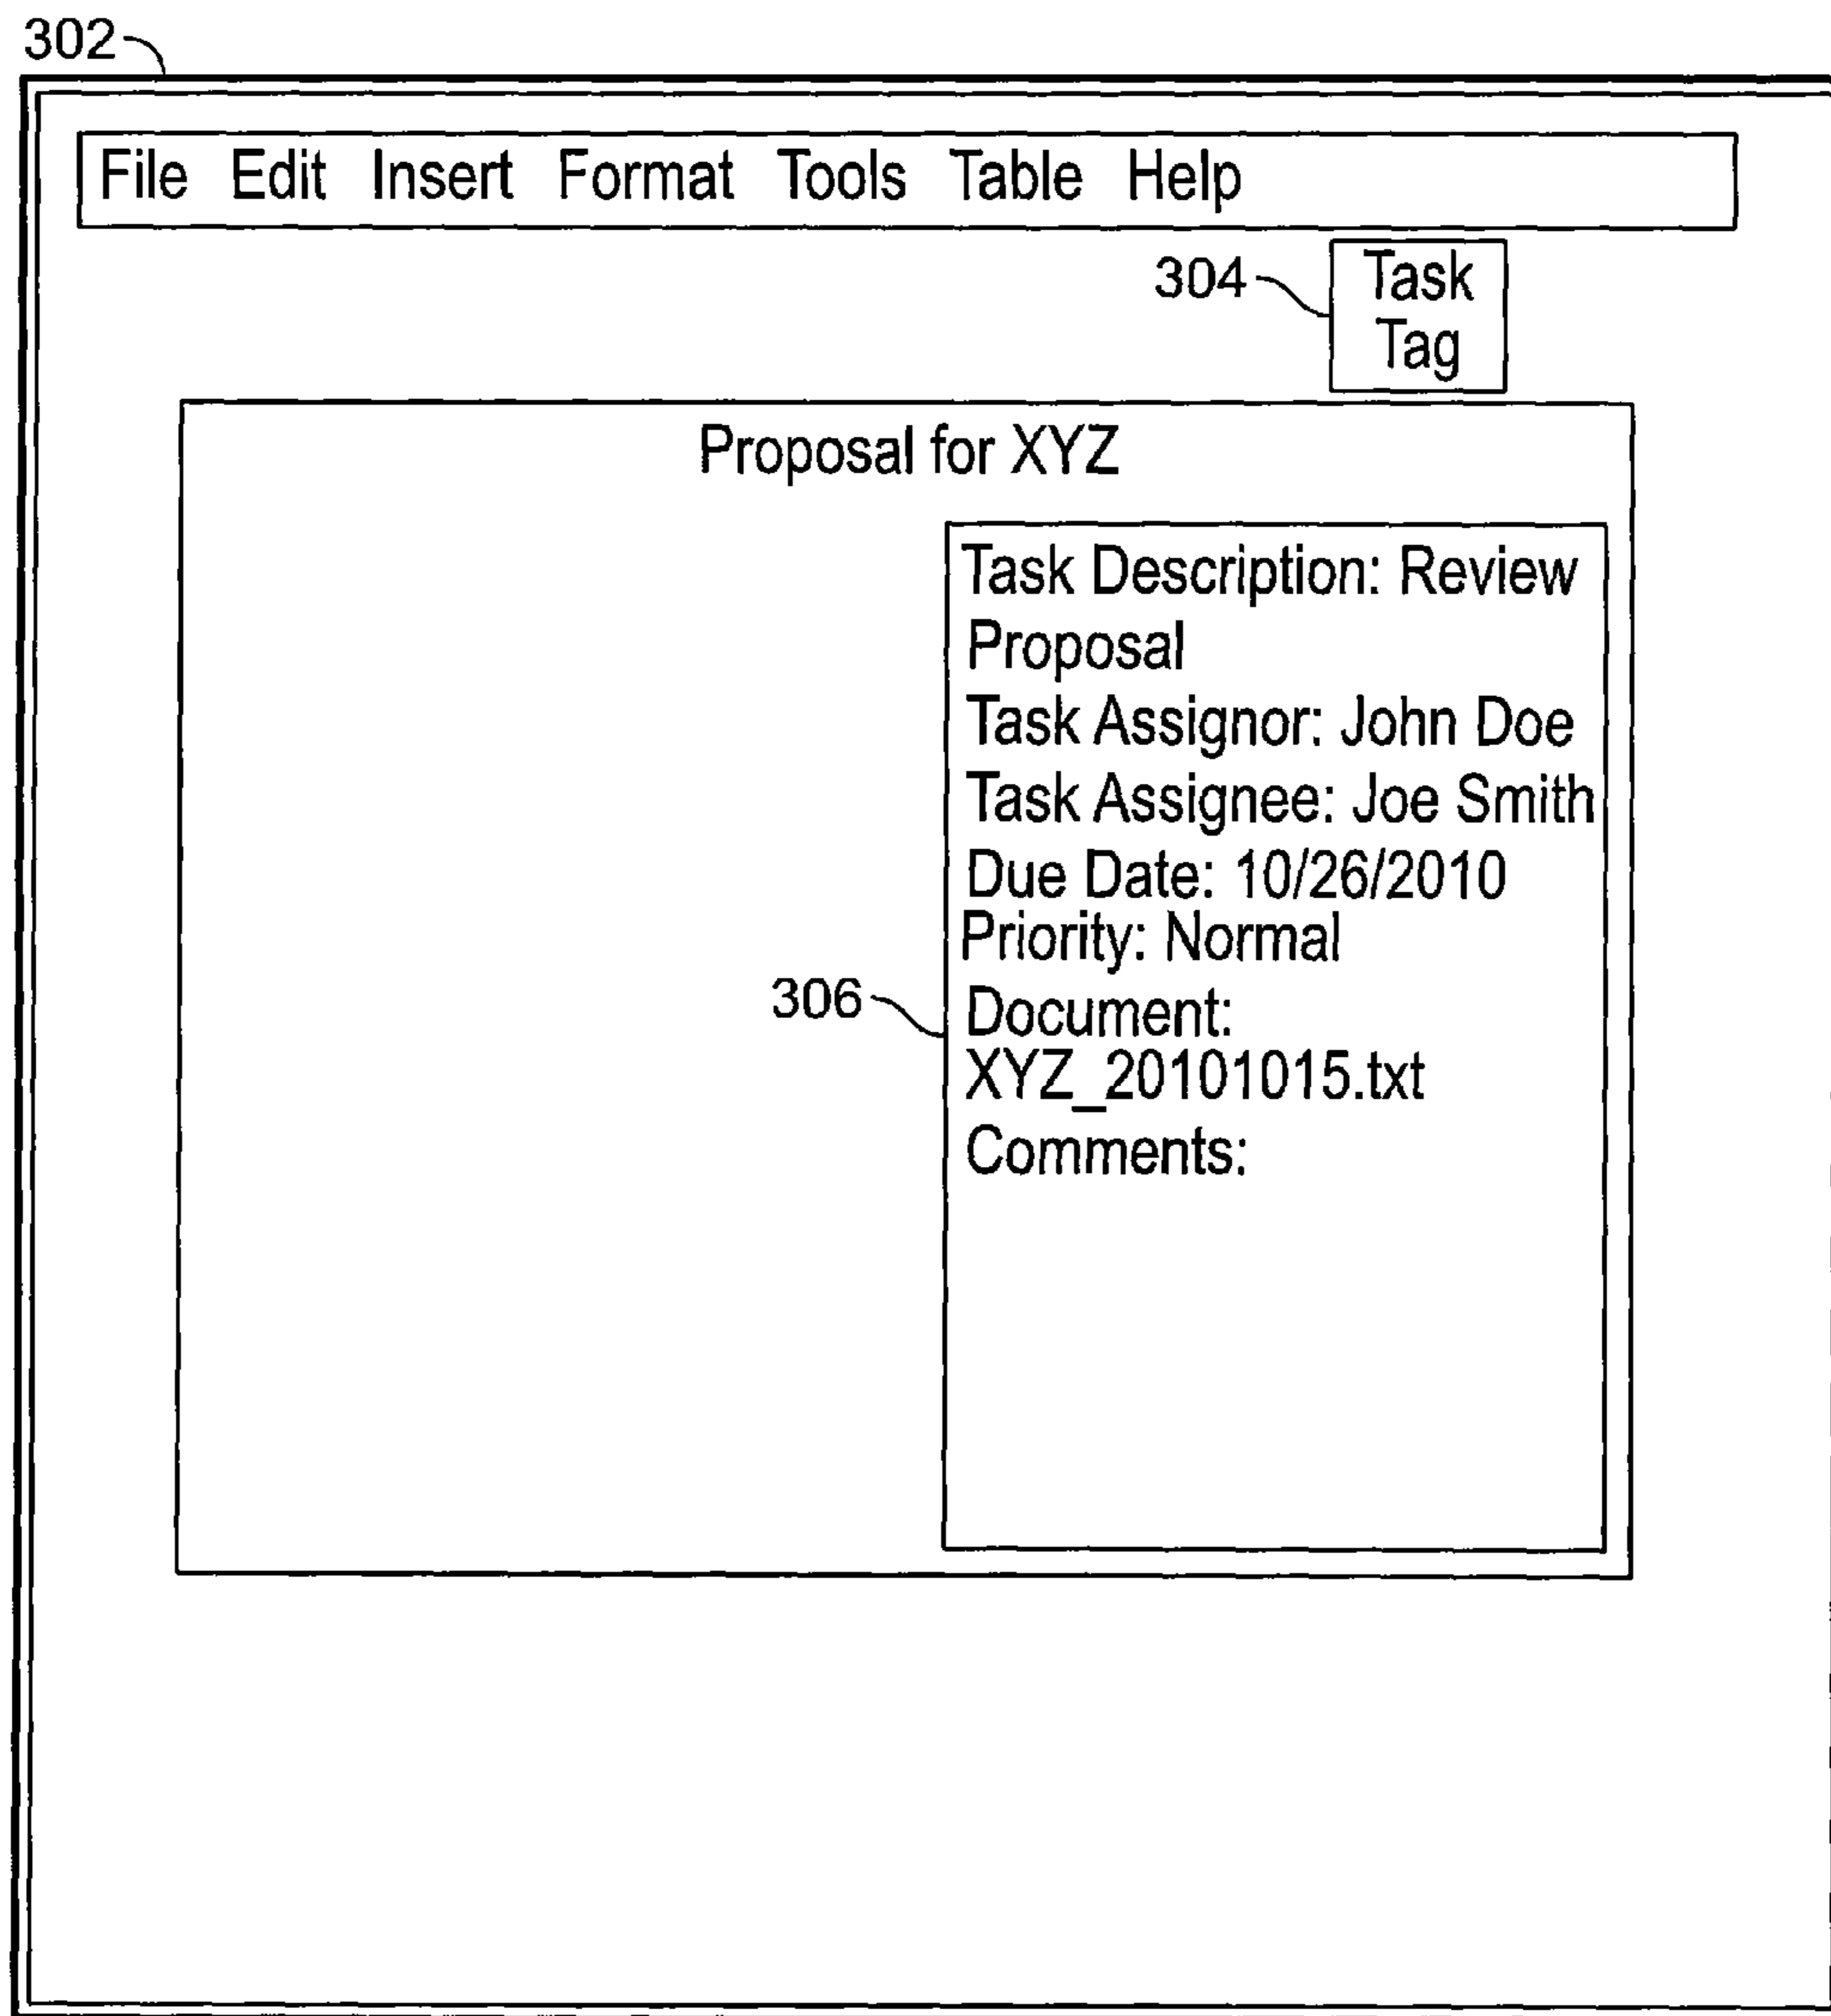 302
File Edit Insert Format Tools Table Help
304
Task
Tag
Proposal for XYZ
Task Description: Review
Proposal
Task Assignor: John Doe
Task Assignee: Joe Smith
Due Date: 10/26/2010
Priority: Normal
306
Document:
XYZ_20101015.txt
Comments: